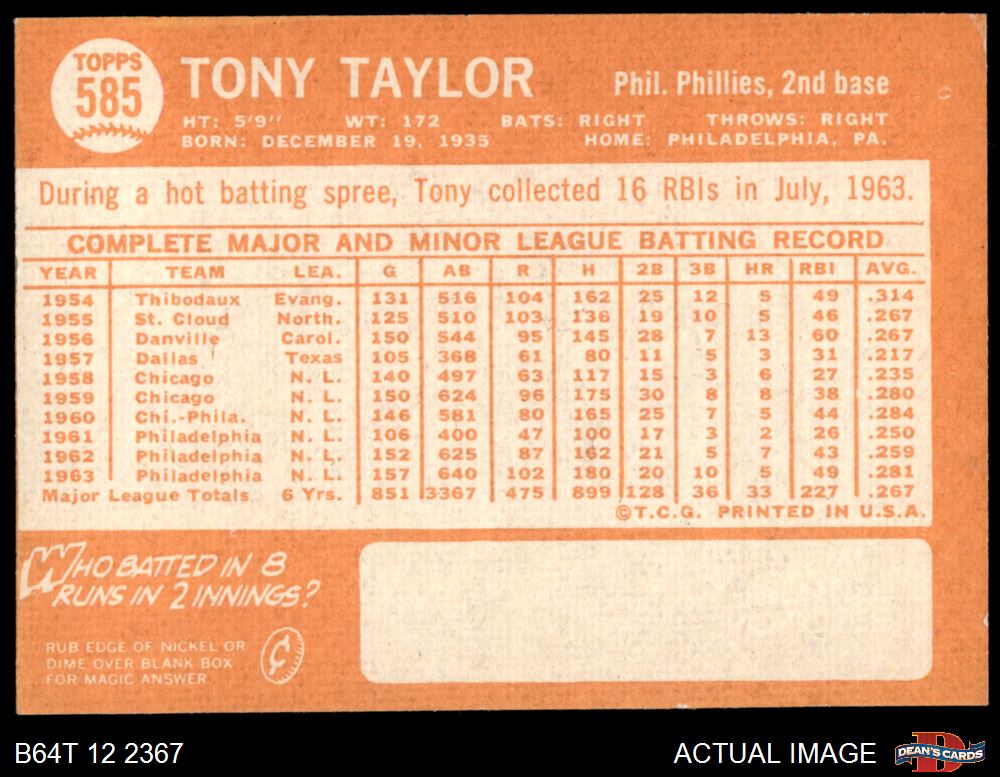 TOPPS
585
TONY TAYLOR
Phil. Phillies, 2nd base
HT: 5'9" WT: 172 BATS: RIGHT THROWS: RIGHT
BORN: DECEMBER 19, 1935 HOME: PHILADELPHIA, PA.
During a hot batting spree, Tony collected 16 RBIs in July, 1963.
COMPLETE MAJOR AND MINOR LEAGUE BATTING RECORD
YEAR TEAM LEA. G AB R H 2B 3B HR RBI AVG.
1954 Thibodaux Evang. 131 516 104 162 25 12 5 49 .314
1955 St. Cloud North. 125 510 103 136 19 10 5 46 .267
1956 Danville Carol. 150 544 95 145 28 7 13 60 .267
1957 Dallas Texas 105 368 61 80 11 5 3 31 .217
1958 Chicago N. L. 140 497 63 117 15 3 6 27 .235
1959 Chicago N. L. 150 624 96 175 30 8 8 38 .280
1960 Chi.-Phila. N. L. 146 581 80 165 25 7 5 44 .284
1961 Philadelphia N. L. 106 400 47 100 17 3 2 26 .250
1962 Philadelphia N. L. 152 625 87 162 21 5 7 43 .259
1963 Philadelphia N. L. 157 640 102 180 20 10 5 49 .281
Major League Totals 6 Yrs. 851 3367 475 899 128 36 33 227 .267
©T.C.G. PRINTED IN U.S.A.
WHO BATTED IN 8
RUNS IN 2 INNINGS?
RUB EDGE OF NICKEL OR
DIME OVER BLANK BOX
FOR MAGIC ANSWER
B64T 12 2367
ACTUAL IMAGE
DEAN'S CARDS